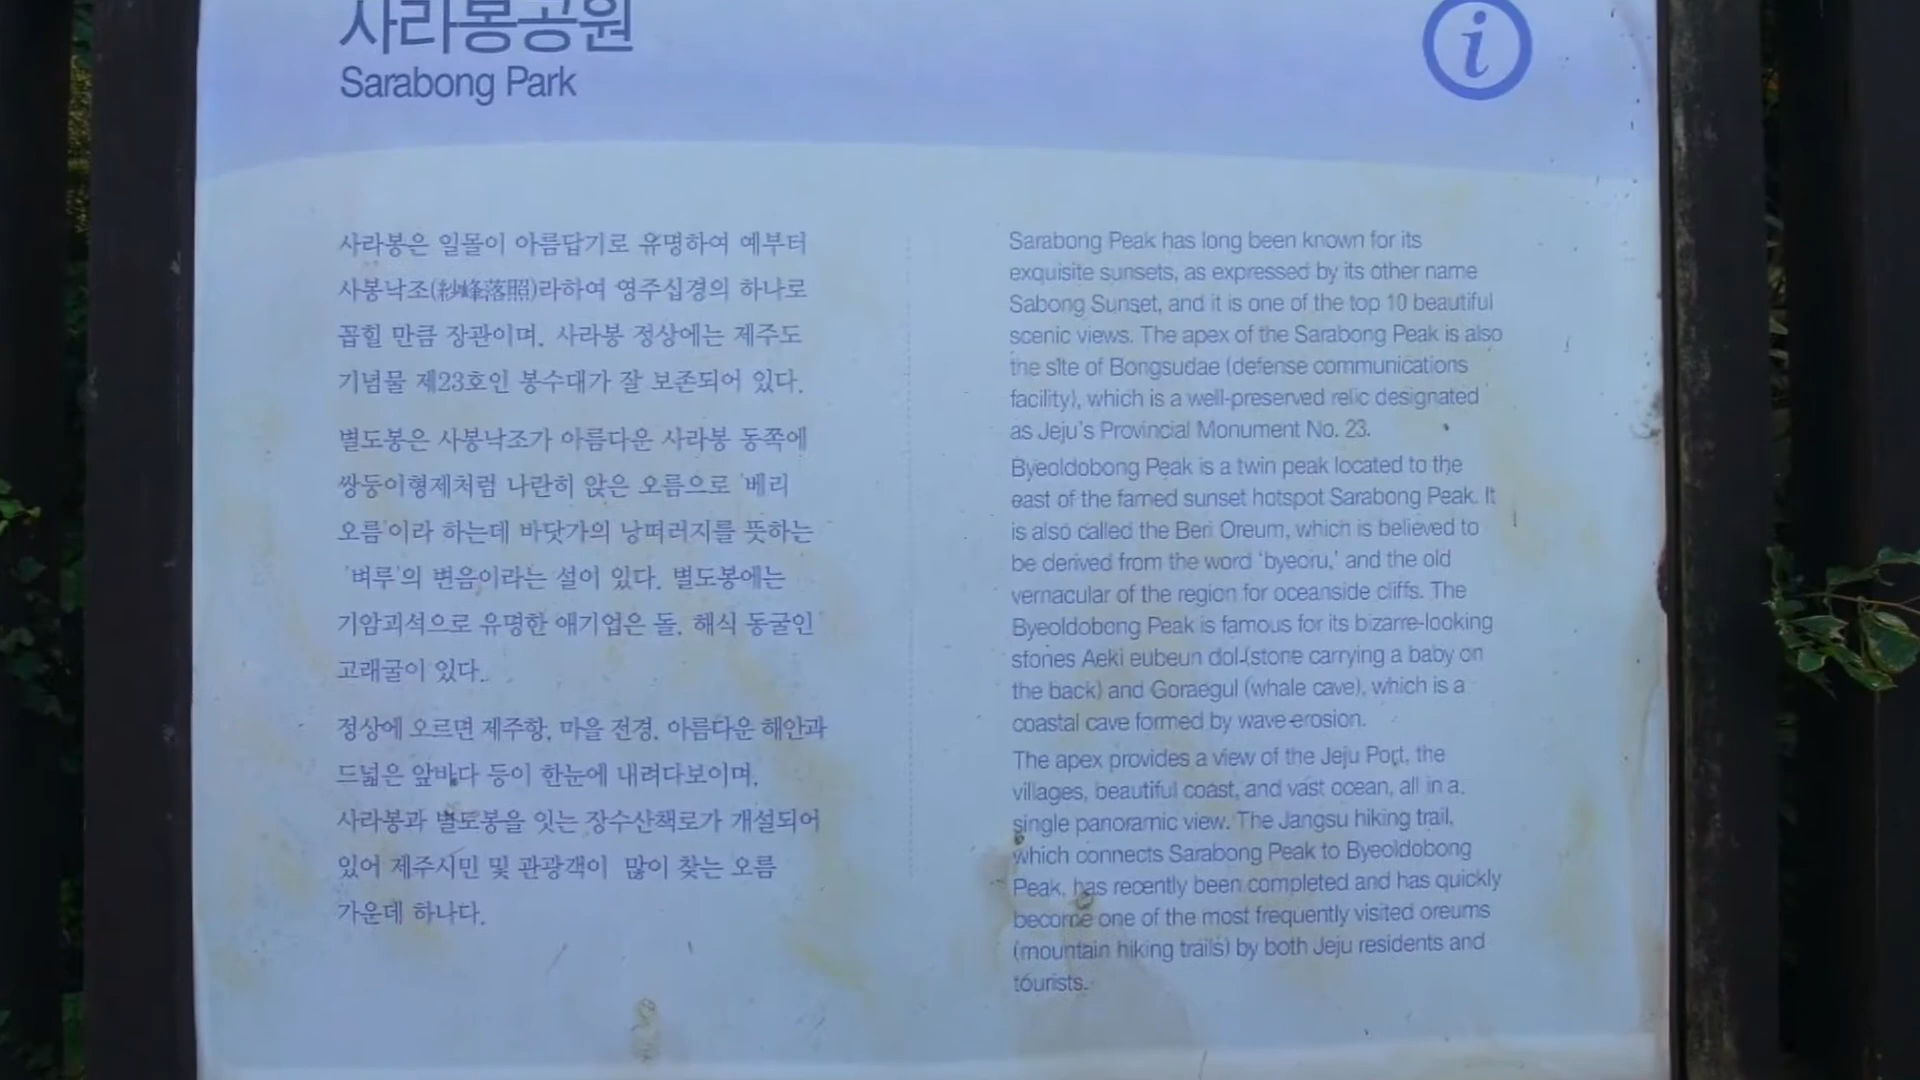 사라봉공원
Sarabong Park
i
사라봉은 일몰이 아름답기로 유명하여 예부터
사봉낙조(紗峰落照)라하여 영주십경의 하나로
꼽힐 만큼 장관이며, 사라봉 정상에는 제주도
기념물 제23호인 봉수대가 잘 보존되어 있다.
별도봉은 사봉낙조가 아름다운 사라봉 동쪽에
쌍둥이형제처럼 나란히 앉은 오름으로 '베리
오름'이라 하는데 바닷가의 낭떠러지를 뜻하는
'벼루'의 변음이라는 설이 있다. 별도봉에는
기암괴석으로 유명한 애기업은 돌, 해식 동굴인
고래굴이 있다.
정상에 오르면 제주항, 마을 전경, 아름다운 해안과
드넓은 앞바다 등이 한눈에 내려다보이며,
사라봉과 별도봉을 잇는 장수산책로가 개설되어
있어 제주시민 및 관광객이 많이 찾는 오름
가운데 하나다.
Sarabong Peak has long been known for its
exquisite sunsets, as expressed by its other name
Sabong Sunset, and it is one of the top 10 beautiful
scenic views. The apex of the Sarabong Peak is also
the site of Bongsudae (defense communications
facility), which is a well-preserved relic designated
as Jeju's Provincial Monument No. 23.
Byeoldobong Peak is a twin peak located to the
east of the famed sunset hotspot Sarabong Peak. It
is also called the Beri Oreum, which is believed to
be derived from the word 'byeoru,' and the old
vernacular of the region for oceanside cliffs. The
Byeoldobong Peak is famous for its bizarre-looking
stones Aeki eubeun dol (stone carrying a baby on
the back) and Goraegul (whale cave), which is a
coastal cave formed by wave erosion.
The apex provides a view of the Jeju Port, the
villages, beautiful coast, and vast ocean, all in a
single panoramic view. The Jangsu hiking trail,
which connects Sarabong Peak to Byeoldobong
Peak, has recently been completed and has quickly
become one of the most frequently visited oreums
(mountain hiking trails) by both Jeju residents and
tourists.